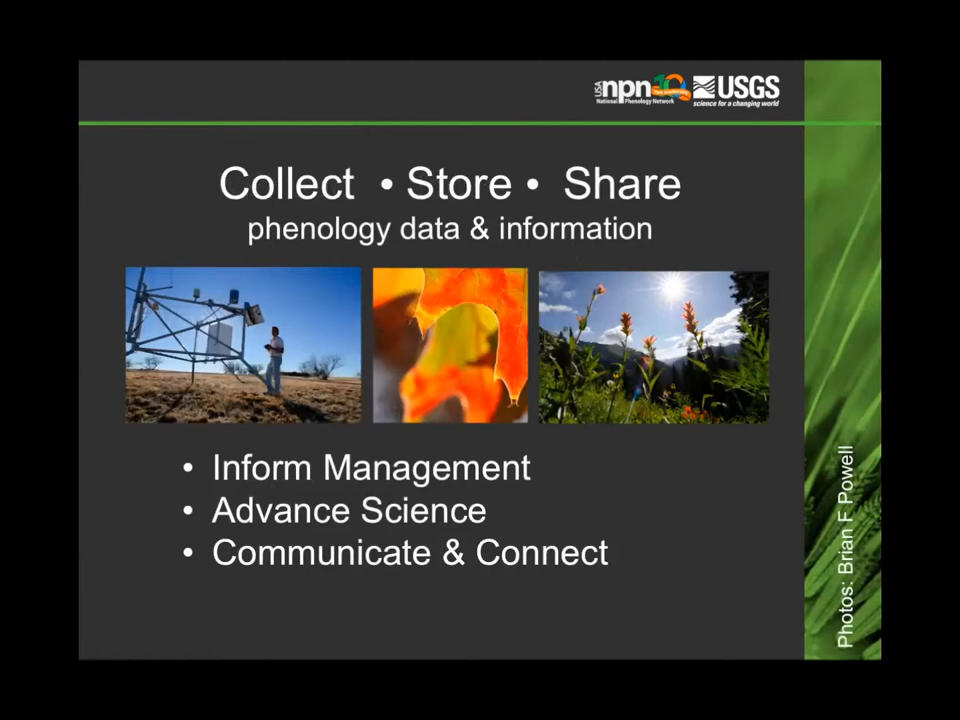 USA npn 10
National Phenology Network
USGS
science for a changing world
Collect • Store • Share
phenology data & information
• Inform Management
• Advance Science
• Communicate & Connect
Photos: Brian F Powell